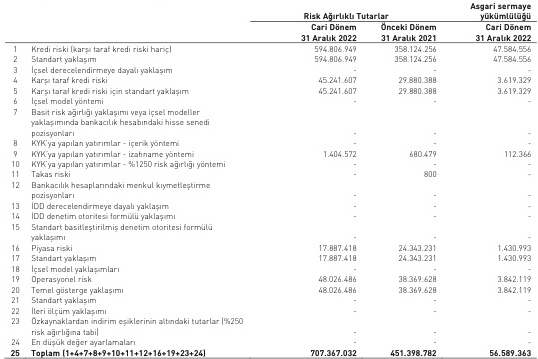 Asgari sermaye
Risk Ağırlıklı Tutarlar yükümlülüğü
Cari Dönem Önceki Dönem Cari Dönem
31 Aralık 2022 31 Aralık 2021 31 Aralık 2022
1 Kredi riski (karşı taraf kredi riski hariç) 594.806.949 358.124.256 47.584.556
2 Standart yaklaşım 594.806.949 358.124.256 47.584.556
3 İçsel derecelendirmeye dayalı yaklaşım - - -
4 Karşı taraf kredi riski 45.241.607 29.880.388 3.619.329
5 Karşı taraf kredi riski için standart yaklaşım 45.241.607 29.880.388 3.619.329
6 İçsel model yöntemi - - -
7 Basit risk ağırlığı yaklaşımı veya içsel modeller
yaklaşımında bankacılık hesabındaki hisse senedi
pozisyonları - - -
8 KYK'ya yapılan yatırımlar - içerik yöntemi - - -
9 KYK'ya yapılan yatırımlar - izahname yöntemi 1.404.572 680.479 112.366
10 KYK'ya yapılan yatırımlar - %1250 risk ağırlığı yöntemi - - -
11 Takas riski - 800 -
12 Bankacılık hesaplarındaki menkul kıymetleştirme
pozisyonları - - -
13 İDD derecelendirmeye dayalı yaklaşım - - -
14 İDD denetim otoritesi formülü yaklaşımı - - -
15 Standart basitleştirilmiş denetim otoritesi formülü
yaklaşımı - - -
16 Piyasa riski 17.887.418 24.343.231 1.430.993
17 Standart yaklaşım 17.887.418 24.343.231 1.430.993
18 İçsel model yaklaşımları - - -
19 Operasyonel risk 48.026.486 38.369.628 3.842.119
20 Temel gösterge yaklaşımı 48.026.486 38.369.628 3.842.119
21 Standart yaklaşım - - -
22 İleri ölçüm yaklaşımı - - -
23 Özkaynaklardan indirim eşiklerinin altındaki tutarlar (%250
risk ağırlığına tabi) - - -
24 En düşük değer ayarlamaları - - -
25 Toplam (1+4+7+8+9+10+11+12+16+19+23+24) 707.367.032 451.398.782 56.589.363